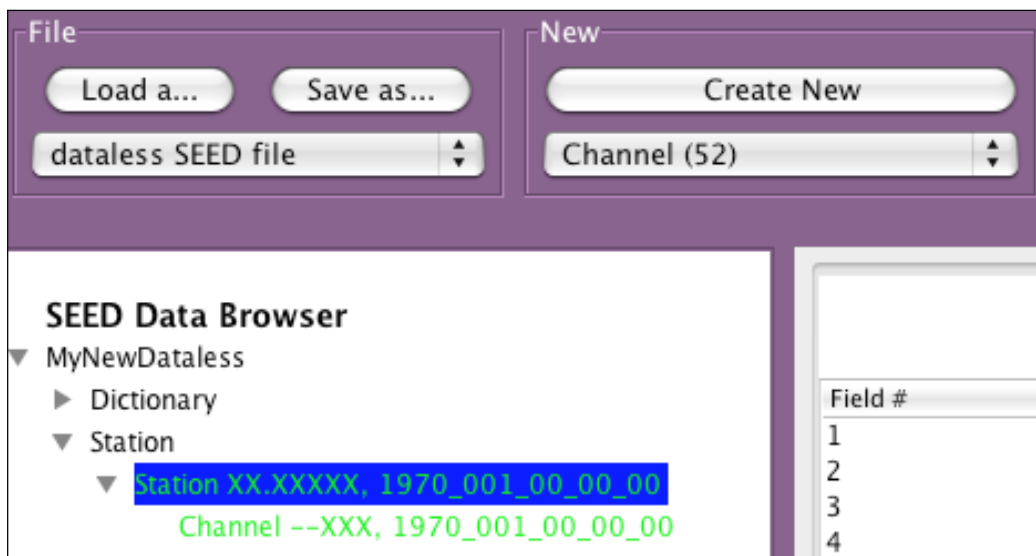 File
Load a... Save as...
dataless SEED file
New
Create New
Channel (52)
SEED Data Browser
MyNewDataless
Dictionary
Station
Station XX.XXXXX, 1970_001_00_00_00
Channel --XXX, 1970_001_00_00_00
Field #
1
2
3
4